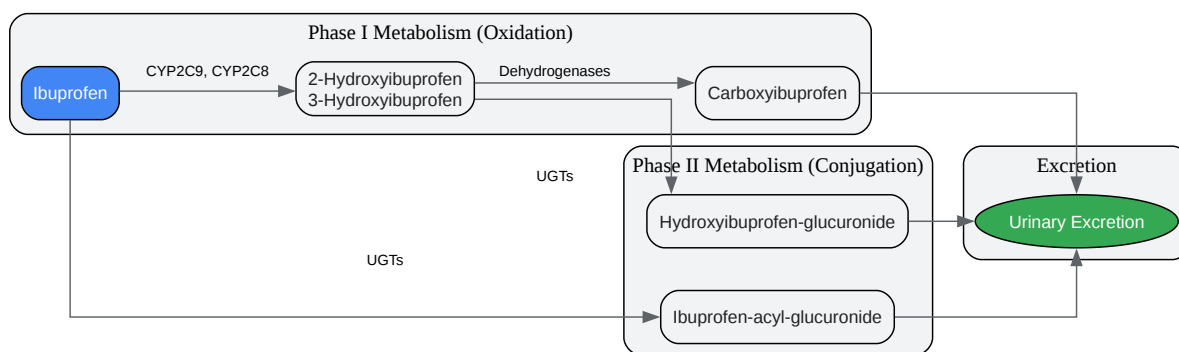 Phase I Metabolism (Oxidation)
Ibuprofen
CYP2C9, CYP2C8
2-Hydroxyibuprofen
3-Hydroxyibuprofen
Dehydrogenases
Carboxyibuprofen
UGTs
Phase II Metabolism (Conjugation)
Hydroxyibuprofen-glucuronide
Excretion
Urinary Excretion
UGTs
Ibuprofen-acyl-glucuronide